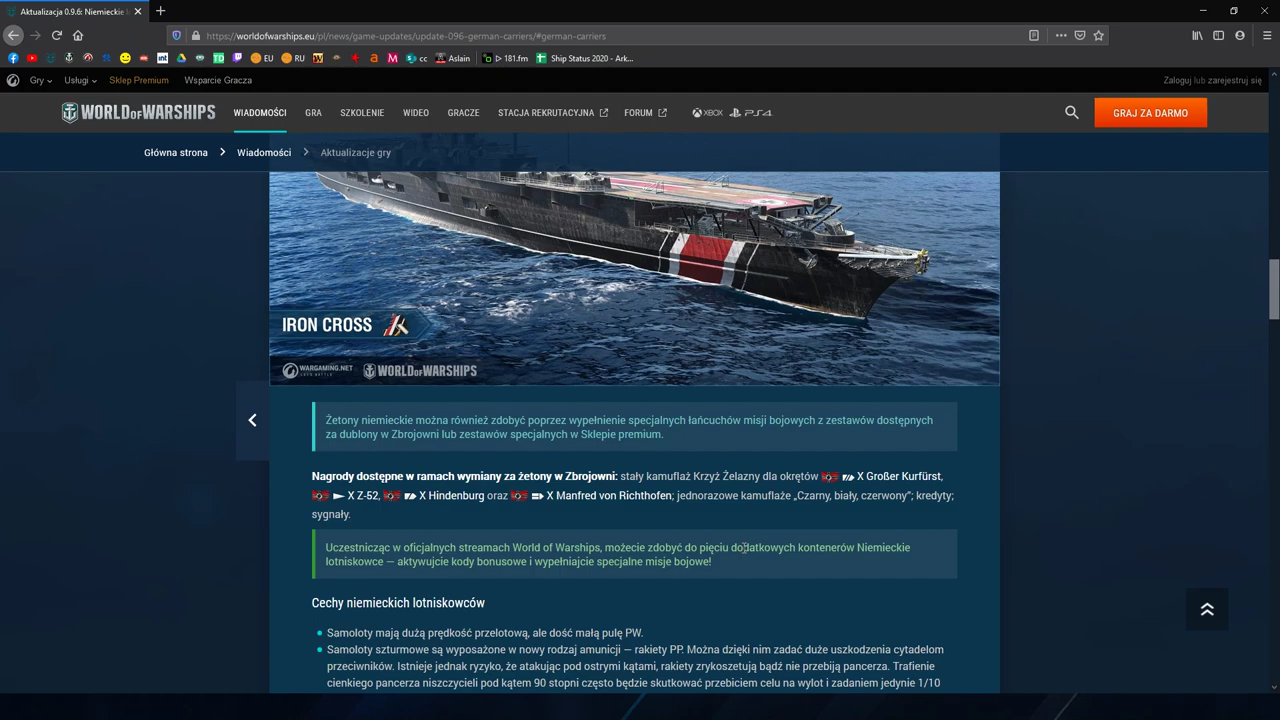 Aktualizacja 0.9.6: Niemieckie l
https://worldofwarships.eu/pl/news/game-updates/update-096-german-carriers/#german-carriers
int TD EU RU M cc Aslain 181.fm Ship Status 2020 - Ark...
Gry Usługi Sklep Premium Wsparcie Gracza Zaloguj lub zarejestruj się
WORLD OF WARSHIPS WIADOMOŚCI GRA SZKOLENIE WIDEO GRACZE STACJA REKRUTACYJNA FORUM XBOX PS4 GRAJ ZA DARMO
Główna strona Wiadomości Aktualizacje gry
IRON CROSS
WARGAMING.NET WORLD OF WARSHIPS
Żetony niemieckie można również zdobyć poprzez wypełnienie specjalnych łańcuchów misji bojowych z zestawów dostępnych
za dublony w Zbrojowni lub zestawów specjalnych w Sklepie premium.
Nagrody dostępne w ramach wymiany za żetony w Zbrojowni: stały kamuflaż Krzyż Żelazny dla okrętów X Großer Kurfürst,
X Z-52, X Hindenburg oraz X Manfred von Richthofen; jednorazowe kamuflaże „Czarny, biały, czerwony"; kredyty;
sygnały.
Uczestnicząc w oficjalnych streamach World of Warships, możecie zdobyć do pięciu dodatkowych kontenerów Niemieckie
lotniskowce — aktywujcie kody bonusowe i wypełniajcie specjalne misje bojowe!
Cechy niemieckich lotniskowców
Samoloty mają dużą prędkość przelotową, ale dość małą pulę PW.
Samoloty szturmowe są wyposażone w nowy rodzaj amunicji — rakiety PP. Można dzięki nim zadać duże uszkodzenia cytadelom
przeciwników. Istnieje jednak ryzyko, że atakując pod ostrymi kątami, rakiety zrykoszetują bądź nie przebiją pancerza. Trafienie
cienkiego pancerza niszczycieli pod kątem 90 stopni często będzie skutkować przebiciem celu na wylot i zadaniem jedynie 1/10